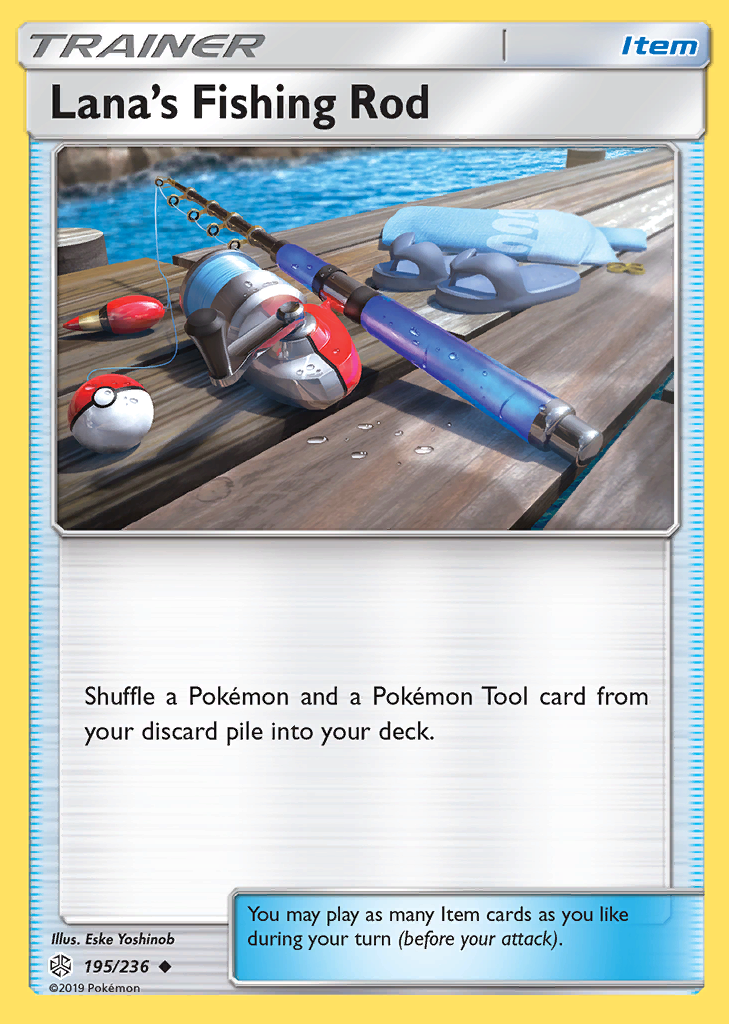 TRAINER
Item
Lana's Fishing Rod
Shuffle a Pokémon and a Pokémon Tool card from
your discard pile into your deck.
You may play as many Item cards as you like
during your turn (before your attack).
Illus. Eske Yoshinob
195/236 ◆
©2019 Pokémon